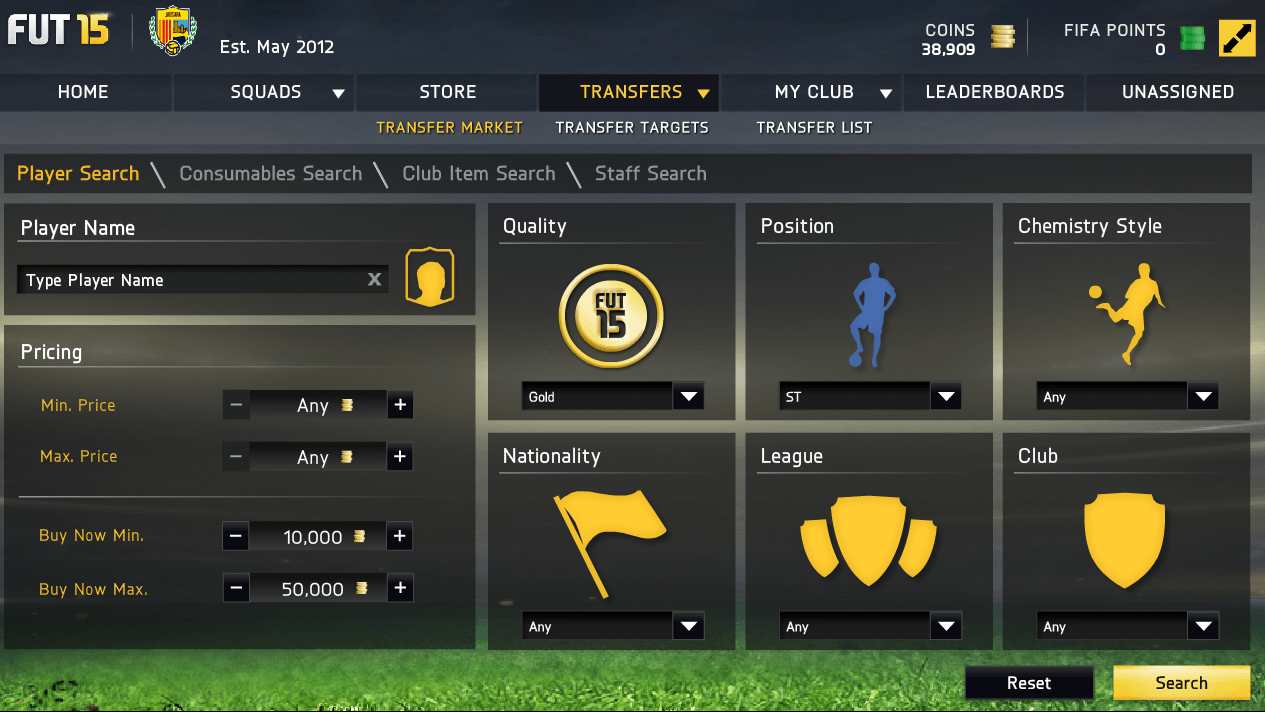 FUT 15
Est. May 2012
COINS
38,909
FIFA POINTS
0
HOME
SQUADS
STORE
TRANSFERS
MY CLUB
LEADERBOARDS
UNASSIGNED
TRANSFER MARKET
TRANSFER TARGETS
TRANSFER LIST
Player Search
Consumables Search
Club Item Search
Staff Search
Player Name
Type Player Name
X
Pricing
Min. Price
Any
Max. Price
Any
Buy Now Min.
10,000
Buy Now Max.
50,000
Quality
FUT
15
Gold
Position
ST
Chemistry Style
Any
Nationality
Any
League
Any
Club
Any
Reset
Search